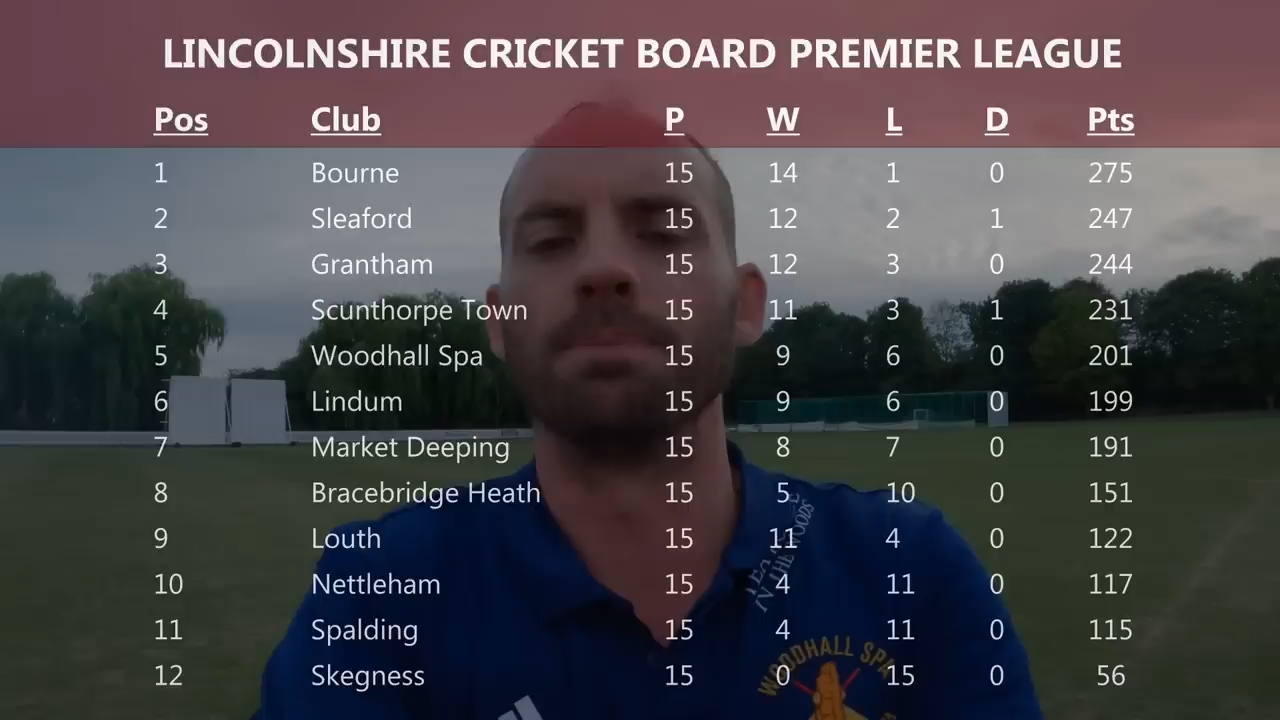 LINCOLNSHIRE CRICKET BOARD PREMIER LEAGUE
Pos Club P W L D Pts
1 Bourne 15 14 1 0 275
2 Sleaford 15 12 2 1 247
3 Grantham 15 12 3 0 244
4 Scunthorpe Town 15 11 3 1 231
5 Woodhall Spa 15 9 6 0 201
6 Lindum 15 9 6 0 199
7 Market Deeping 15 8 7 0 191
8 Bracebridge Heath 15 5 10 0 151
9 Louth 15 11 4 0 122
10 Nettleham 15 4 11 0 117
11 Spalding 15 4 11 0 115
12 Skegness 15 0 15 0 56
IN THE WOODS
WOODHALL SPA